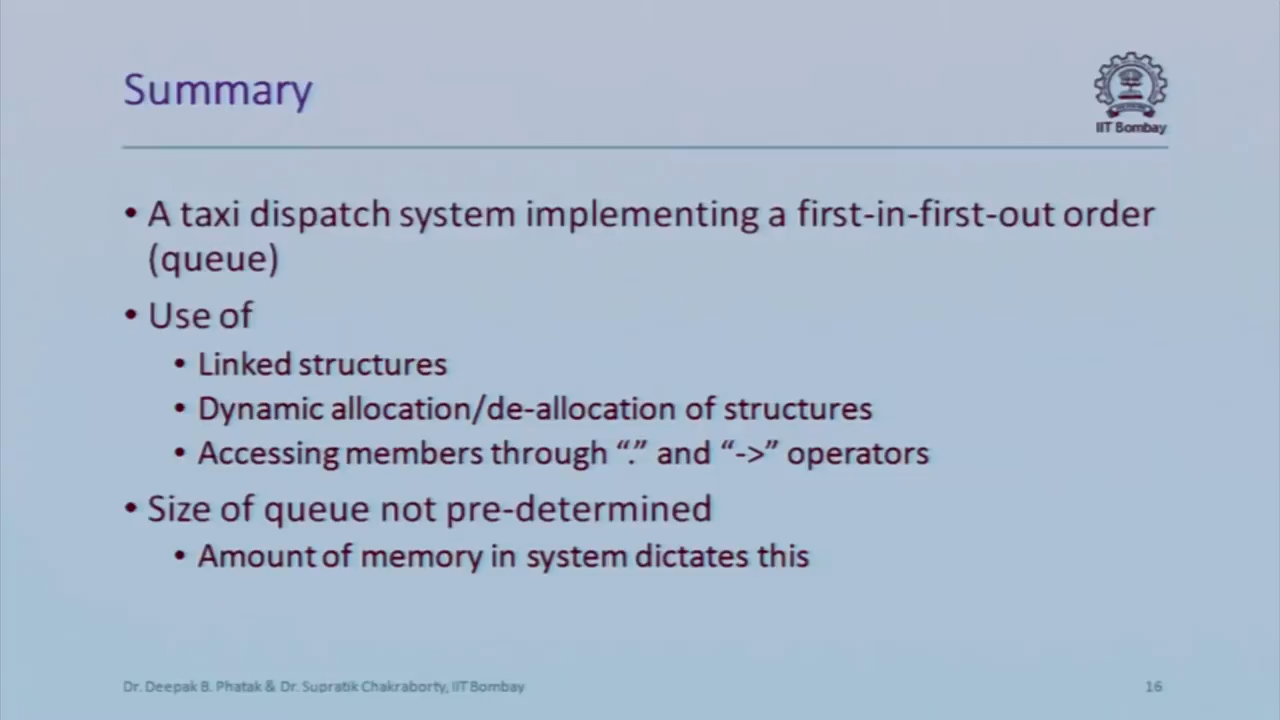 Summary
IIT Bombay
• A taxi dispatch system implementing a first-in-first-out order
(queue)
• Use of
• Linked structures
• Dynamic allocation/de-allocation of structures
• Accessing members through “.” and “->” operators
• Size of queue not pre-determined
• Amount of memory in system dictates this
Dr. Deepak B. Phatak & Dr. Supratik Chakraborty, IIT Bombay
16